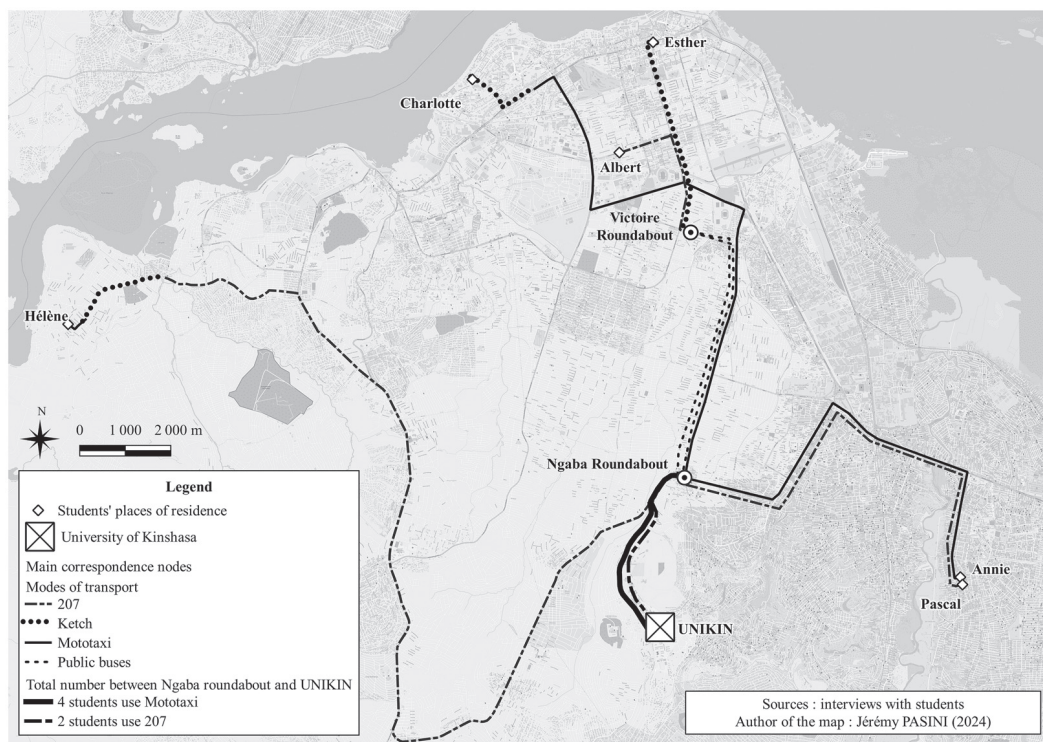 Esther
Charlotte
Albert
Victoire
Roundabout
Hélène
N
0 1 000 2 000 m
Ngaba Roundabout
Annie
Pascal
UNIKIN
Legend
Students' places of residence
University of Kinshasa
Main correspondence nodes
Modes of transport
207
Ketch
Mototaxi
Public buses
Total number between Ngaba roundabout and UNIKIN
4 students use Mototaxi
2 students use 207
Sources : interviews with students
Author of the map : Jérémy PASINI (2024)